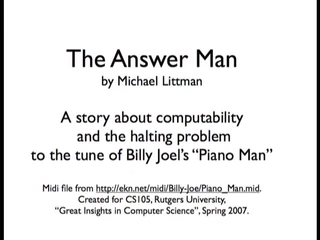 The Answer Man
by Michael Littman
A story about computability
and the halting problem
to the tune of Billy Joel's "Piano Man"
Midi file from http://ekn.net/midi/Billy-Joe/Piano_Man.mid.
Created for CS105, Rutgers University,
"Great Insights in Computer Science", Spring 2007.